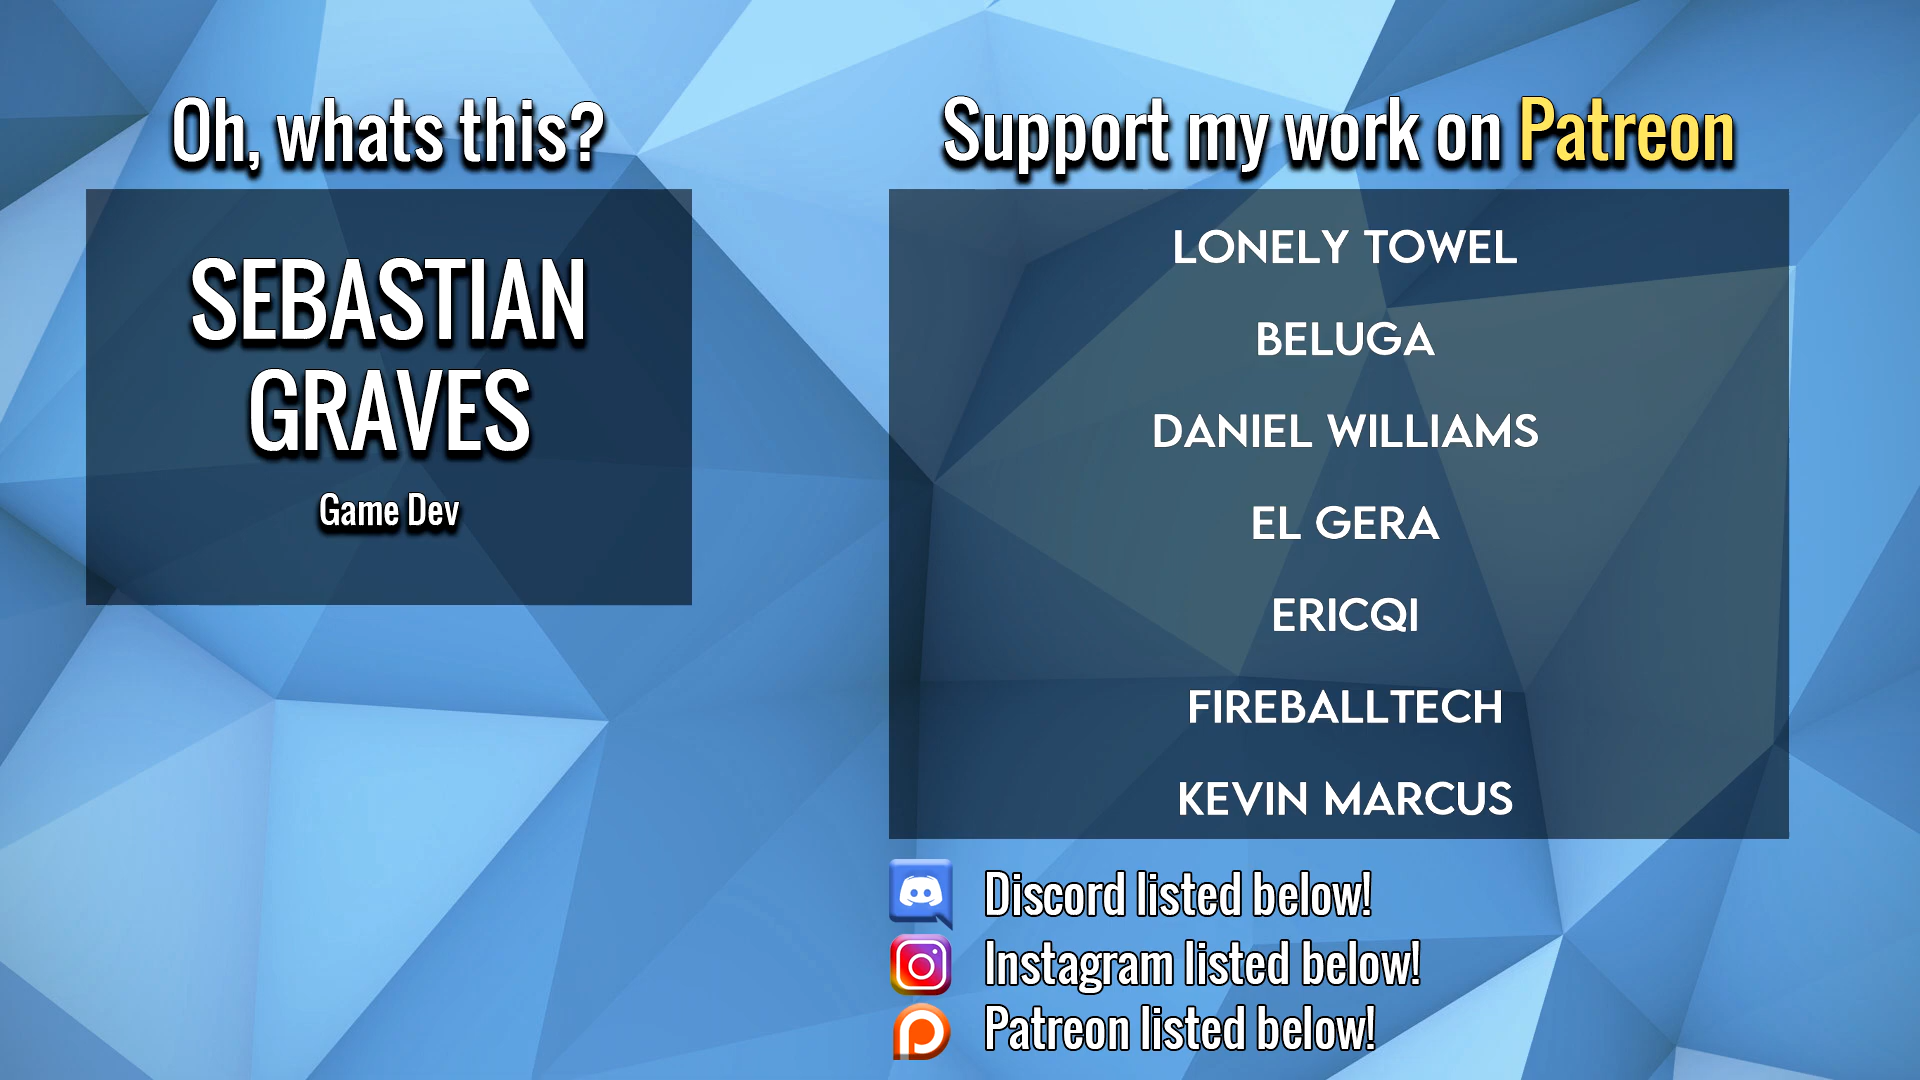 Oh, whats this?
SEBASTIAN
GRAVES
Game Dev
Support my work on Patreon
LONELY TOWEL
BELUGA
DANIEL WILLIAMS
EL GERA
ERICQI
FIREBALLTECH
KEVIN MARCUS
Discord listed below!
Instagram listed below!
Patreon listed below!